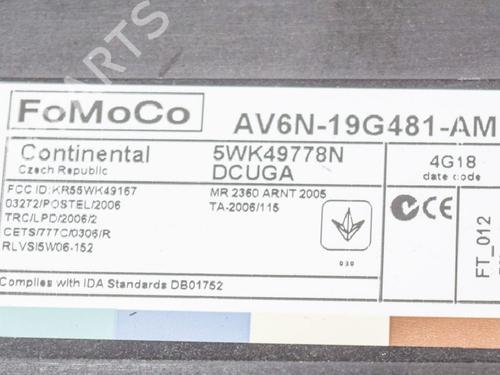 B-PARTS
FoMoCo
AV6N-19G481-AM
Continental
Czech Republic
5WK49778N
DCUGA
4G18
date code
FCC ID: KR55WK49167
03272/POSTEL/2006
TRC/LPD/2006/2
CETS/777C/0306/R
RLVSI5W06-152
MR 2360 ARNT 2005
TA-2006/115
030
CE
Complies with IDA Standards DB01752
FT_012